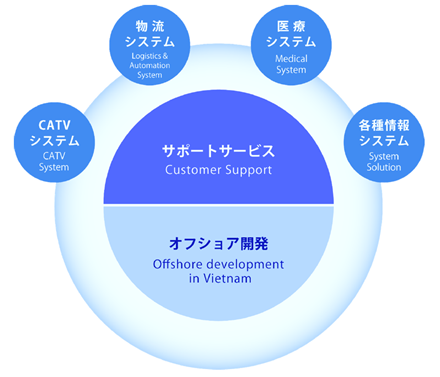 物 流
システム
Logistics &
Automation
System
医 療
システム
Medical
System
CATV
システム
CATV
System
各種情報
システム
System
Solution
サポートサービス
Customer Support
オフショア開発
Offshore development
in Vietnam